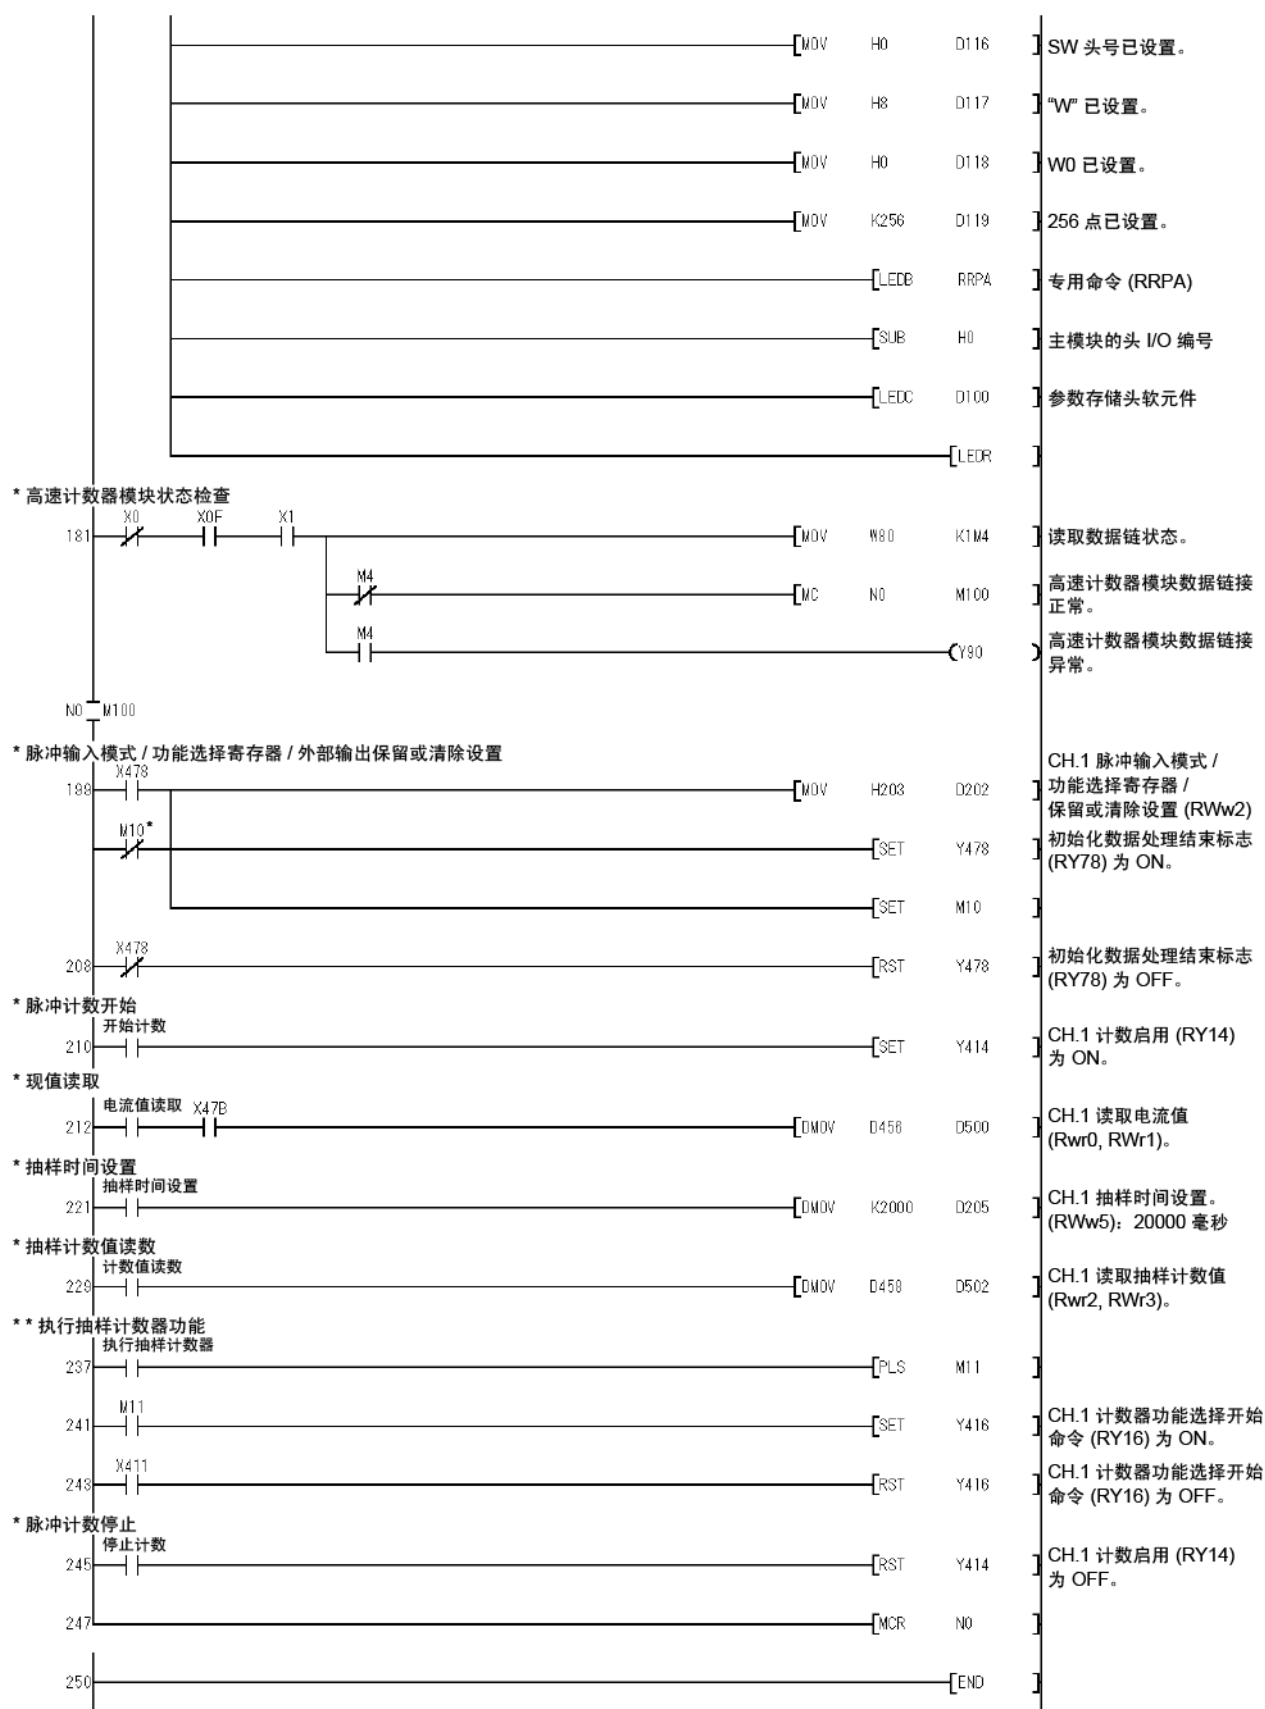 [MOV H0 D116 ] SW 头号已设置。
[MOV H8 D117 ] “W” 已设置。
[MOV H0 D118 ] W0 已设置。
[MOV K256 D119 ] 256 点已设置。
[LEDB RRPA ] 专用命令 (RRPA)
[SUB H0 ] 主模块的头 I/O 编号
[LEDC D100 ] 参数存储头软元件
[LEDR ]
* 高速计数器模块状态检查
X0 X0F X1
181 [MOV W80 K1M4 ] 读取数据链状态。
M4
[MC N0 M100 ] 高速计数器模块数据链接
正常。
M4
(Y90 ) 高速计数器模块数据链接
异常。
N0 M100
* 脉冲输入模式 / 功能选择寄存器 / 外部输出保留或清除设置
X478
199 [MOV H203 D202 ] CH.1 脉冲输入模式 /
功能选择寄存器 /
保留或清除设置 (RWw2)
M10*
[SET Y478 ] 初始化数据处理结束标志
(RY78) 为 ON。
[SET M10 ]
X478
208 [RST Y478 ] 初始化数据处理结束标志
(RY78) 为 OFF。
* 脉冲计数开始
开始计数
210 [SET Y414 ] CH.1 计数启用 (RY14)
为 ON。
* 现值读取
电流值读取 X47B
212 [DMOV D456 D500 ] CH.1 读取电流值
(Rwr0, RWr1)。
* 抽样时间设置
抽样时间设置
221 [DMOV K2000 D205 ] CH.1 抽样时间设置。
(RWw5)：20000 毫秒
* 抽样计数值读数
计数值读数
229 [DMOV D458 D502 ] CH.1 读取抽样计数值
(Rwr2, RWr3)。
* * 执行抽样计数器功能
执行抽样计数器
237 [PLS M11 ]
M11
241 [SET Y416 ] CH.1 计数器功能选择开始
命令 (RY16) 为 ON。
X411
243 [RST Y416 ] CH.1 计数器功能选择开始
命令 (RY16) 为 OFF。
* 脉冲计数停止
停止计数
245 [RST Y414 ] CH.1 计数启用 (RY14)
为 OFF。
247 [MCR N0 ]
250 [END ]